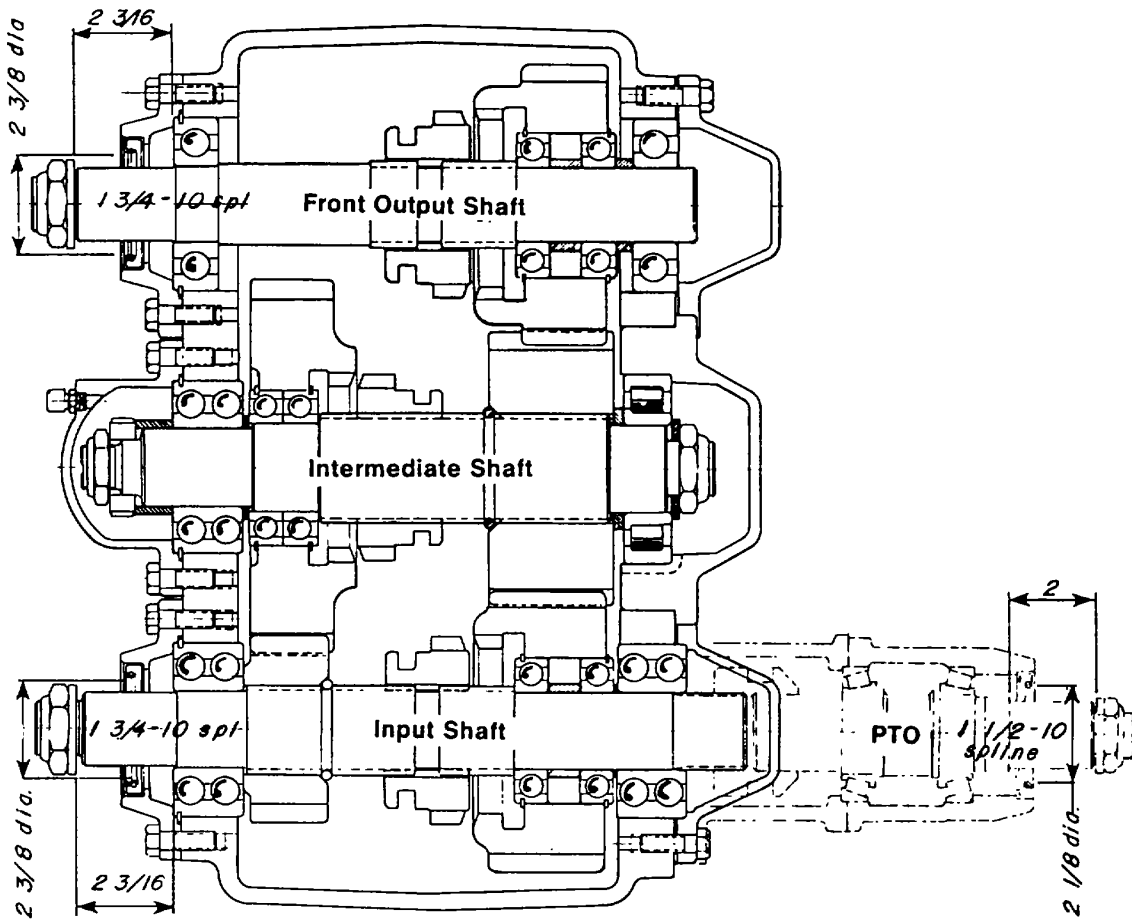 2 3/16
2 3/8 dia
1 3/4-10 spl
Front Output Shaft
Intermediate Shaft
2
1 3/4-10 spl
Input Shaft
PTO
1 1/2-10
spline
2 3/8 dia.
2 3/16
2 1/8 dia.